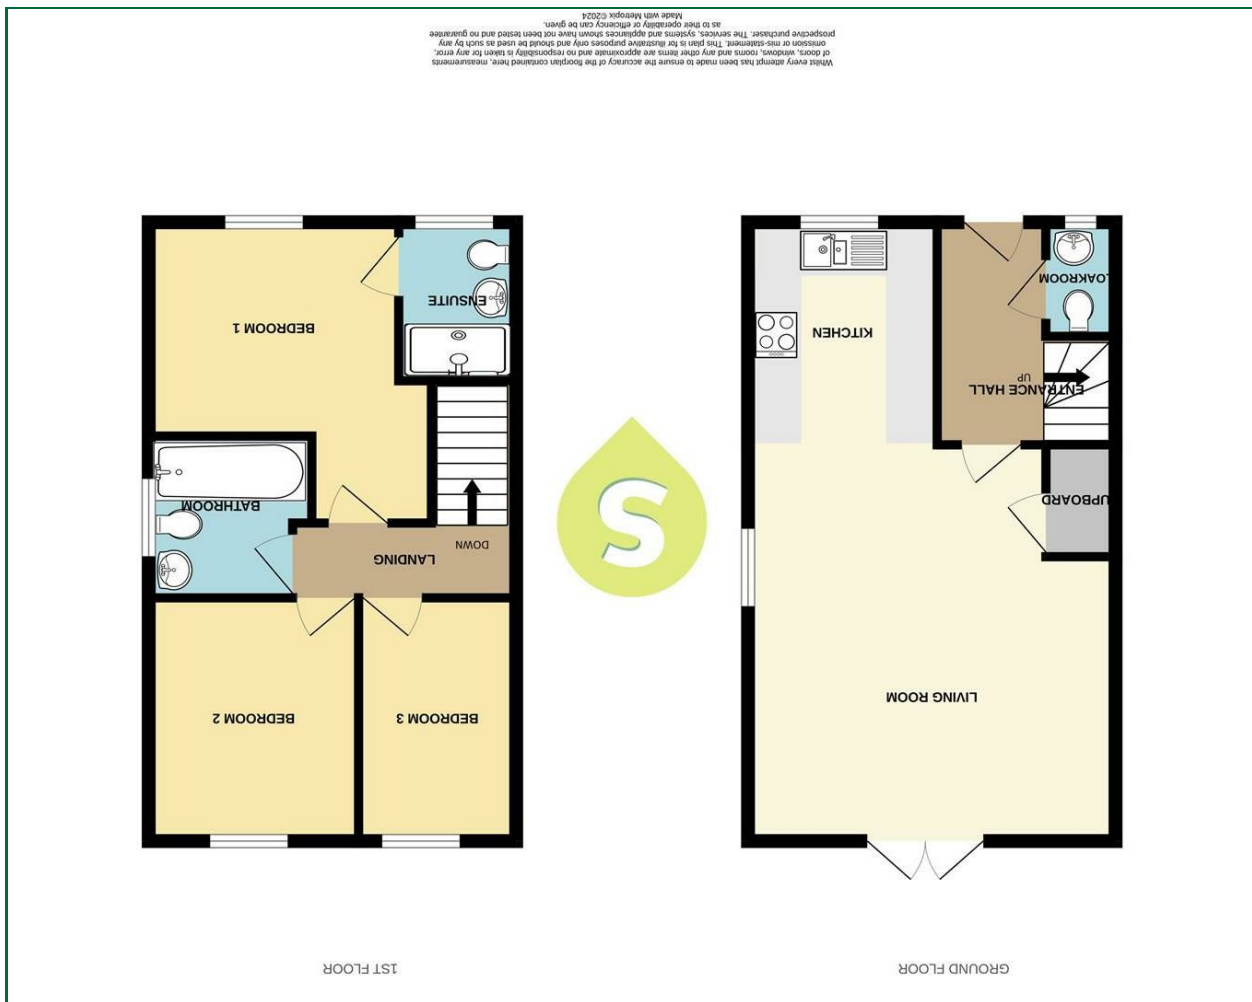 GROUND FLOOR
1ST FLOOR
LIVING ROOM
UPBOARD
ENTRANCE HALL
UP
KITCHEN
LOAKROOM
S
BEDROOM 3
BEDROOM 2
LANDING
DOWN
BATHROOM
BEDROOM 1
ENSUITE
Whilst every attempt has been made to ensure the accuracy of the floorplan contained here, measurements
of doors, windows, rooms and any other items are approximate and no responsibility is taken for any error,
omission or mis-statement. This plan is for illustrative purposes only and should be used as such by any
prospective purchaser. The services, systems and appliances shown have not been tested and no guarantee
as to their operability or efficiency can be given.
Made with Metropix ©2024